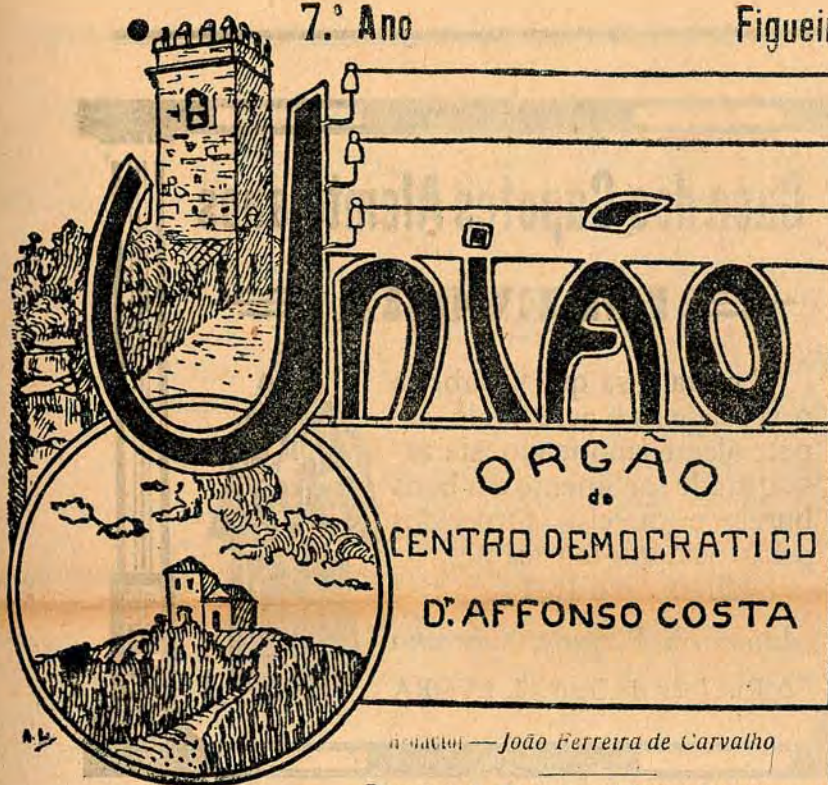 7.º Ano Figuei
União
ORGÃO
do
CENTRO DEMOCRATICO
Dr. AFFONSO COSTA
A.L.
—João Ferreira de Carvalho